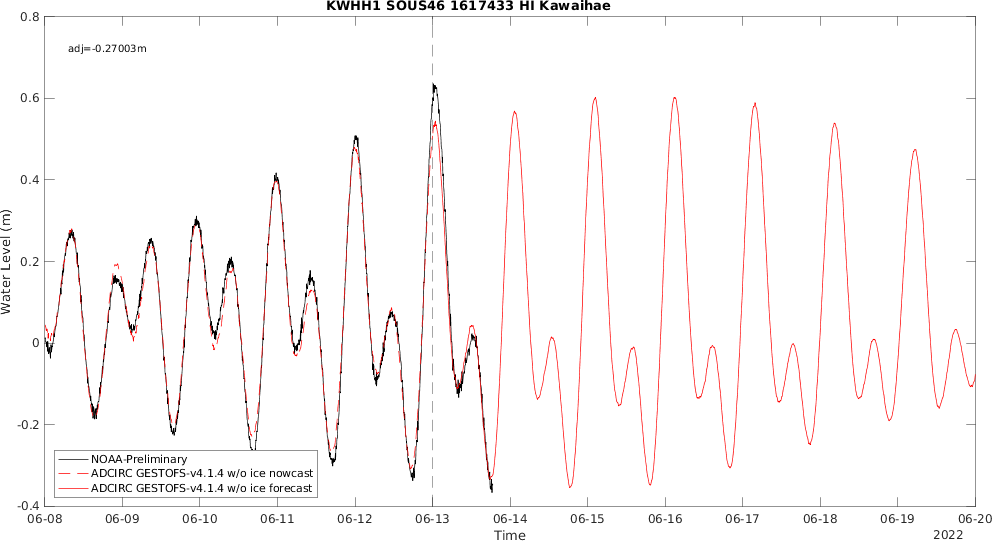 KWHH1 SOUS46 1617433 HI Kawaihae
adj=-0.27003m
0.8
0.6
0.4
0.2
0
-0.2
-0.4
Water Level (m)
NOAA-Preliminary
ADCIRC GESTOFS-v4.1.4 w/o ice nowcast
ADCIRC GESTOFS-v4.1.4 w/o ice forecast
06-08 06-09 06-10 06-11 06-12 06-13 06-14 06-15 06-16 06-17 06-18 06-19 06-20
Time
2022